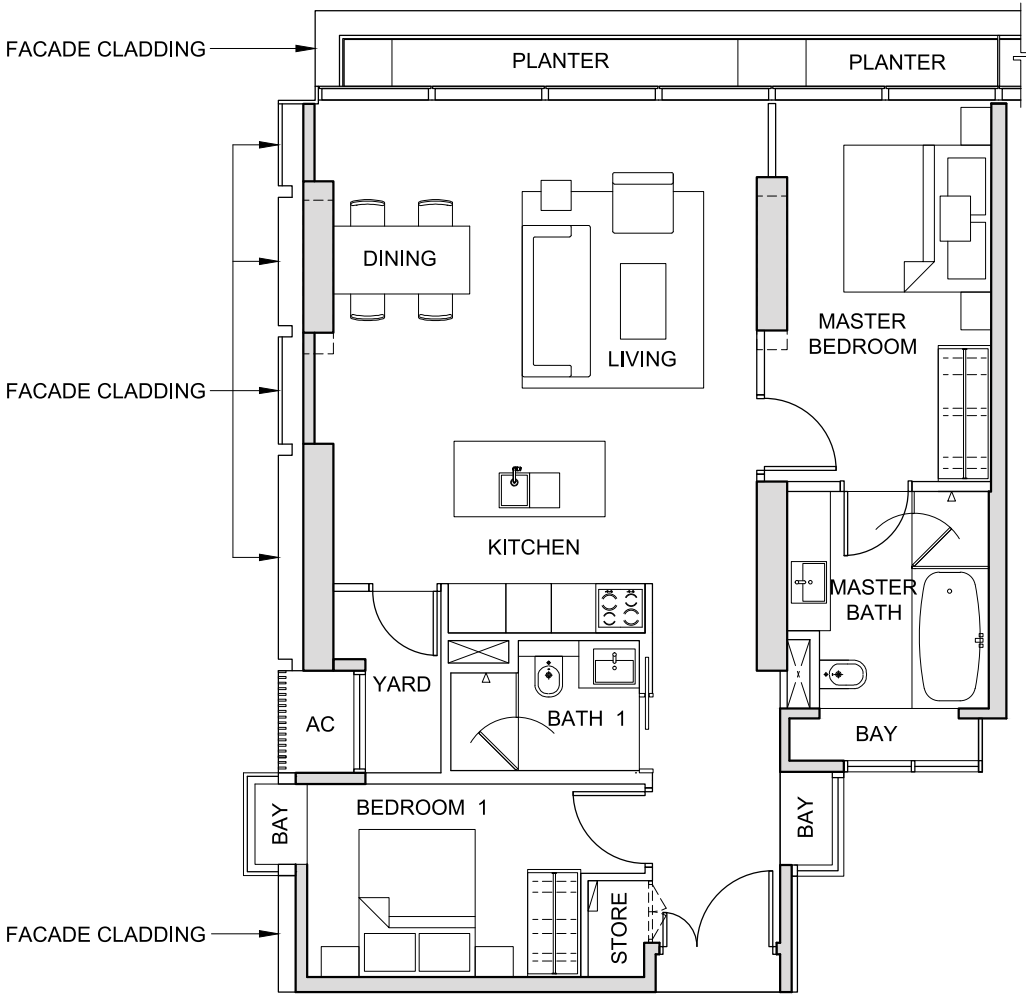 FACADE CLADDING
PLANTER
PLANTER
DINING
LIVING
MASTER
BEDROOM
FACADE CLADDING
KITCHEN
MASTER
BATH
YARD
AC
BATH 1
BAY
BEDROOM 1
BAY
BAY
STORE
FACADE CLADDING